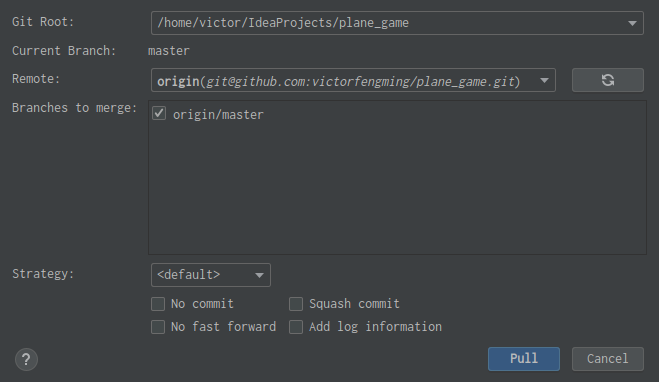 Git Root: /home/victor/IdeaProjects/plane_game
Current Branch: master
Remote: origin(git@github.com:victorfengming/plane_game.git)
Branches to merge: origin/master
Strategy: <default>
No commit Squash commit
No fast forward Add log information
? Pull Cancel